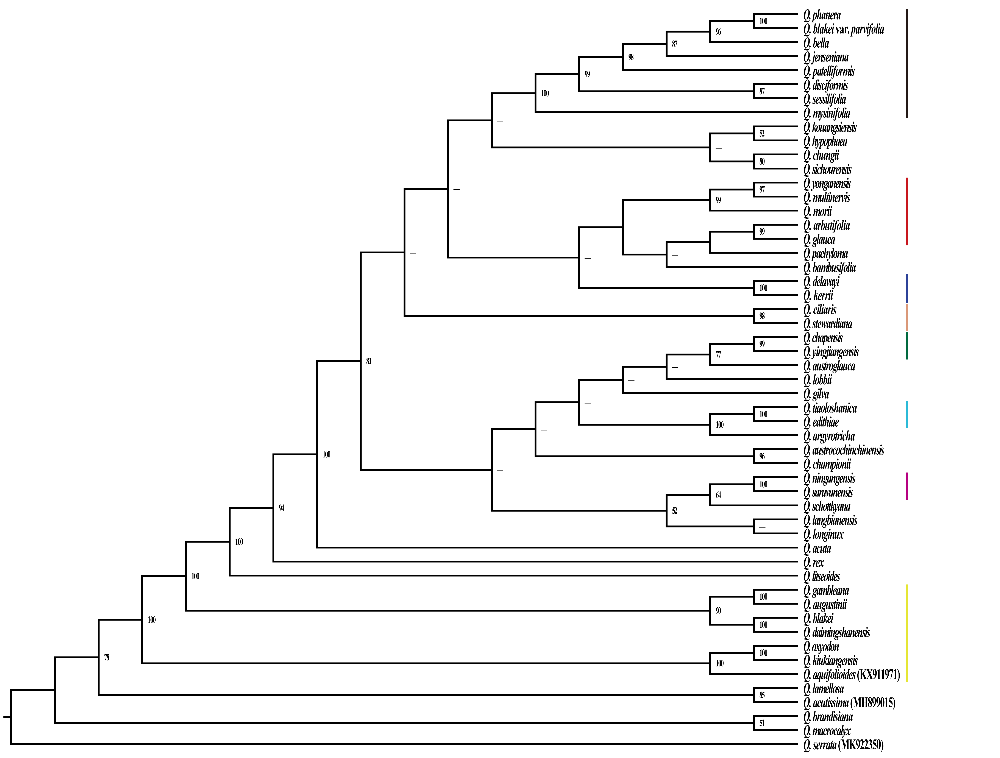 Q. phanera
100
Q. blakei var. parvifolia
96
Q. bella
87
Q. jenseniana
98
Q. patelliformis
99
Q. disciformis
87
Q. sessilifolia
100
Q. mysinifolia
—
Q. kouangsiensis
52
Q. hypophaea
—
Q. chungii
80
Q. sichourensis
—
Q. yonganensis
97
Q. multinervis
99
Q. morii
—
Q. arbutifolia
99
Q. glauca
—
Q. pachyloma
—
—
—
Q. bambusifolia
Q. delavayi
100
Q. kerrii
Q. ciliaris
98
Q. stewardiana
Q. chapensis
99
Q. yingjiangensis
77
83
Q. austroglauca
—
Q. lobbii
—
Q. gilva
—
Q. tiaoloshanica
100
Q. edithiae
100
—
Q. argyrotricha
Q. austrocochinchinensis
100
96
Q. championii
—
Q. ningangensis
100
Q. saravanensis
64
94
Q. schottkyana
52
Q. langbianensis
—
Q. longinux
100
Q. acuta
Q. rex
Q. litseoides
100
Q. gambleana
100
Q. augustinii
90
Q. blakei
100
100
Q. daimingshanensis
Q. oxyodon
100
78
Q. kiukiangensis
100
Q. aquifolioides (KX911971)
Q. lamellosa
85
Q. acutissima (MH899015)
Q. brandisiana
51
Q. macrocalyx
Q. serrata (MK922350)